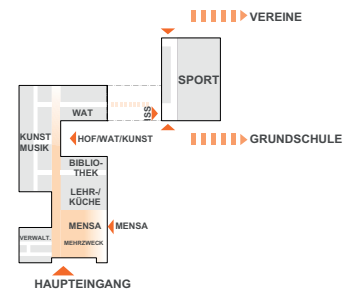 VEREINE
SPORT
WAT
ISS
KUNST
MUSIK
HOF/WAT/KUNST
GRUNDSCHULE
BIBLIO-
THEK
LEHR-/
KÜCHE
MENSA
MENSA
VERWALT.
MEHRZWECK
HAUPTEINGANG